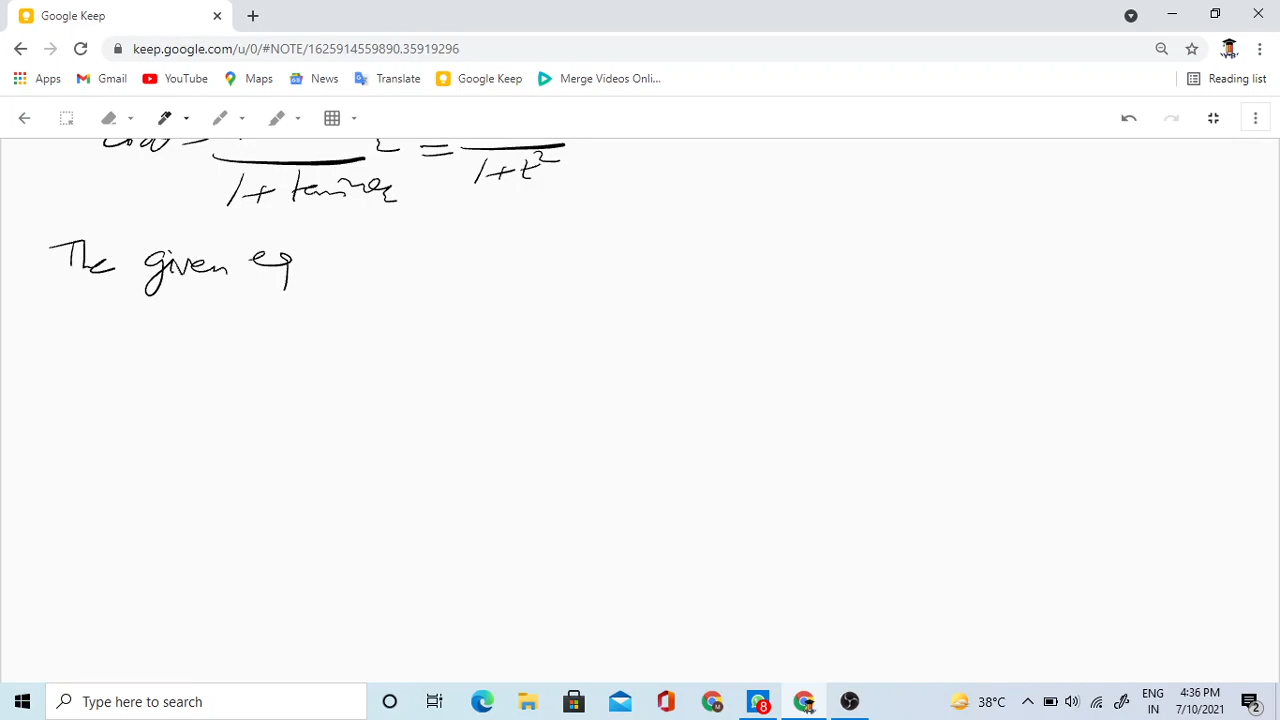 Google Keep
keep.google.com/u/0/#NOTE/1625914559890.35919296
Apps Gmail YouTube Maps News Translate Google Keep Merge Videos Onli... Reading list
=
1 + t²
1 +
The given eq
Type here to search
8
38°C
ENG
IN
4:36 PM
7/10/2021
2